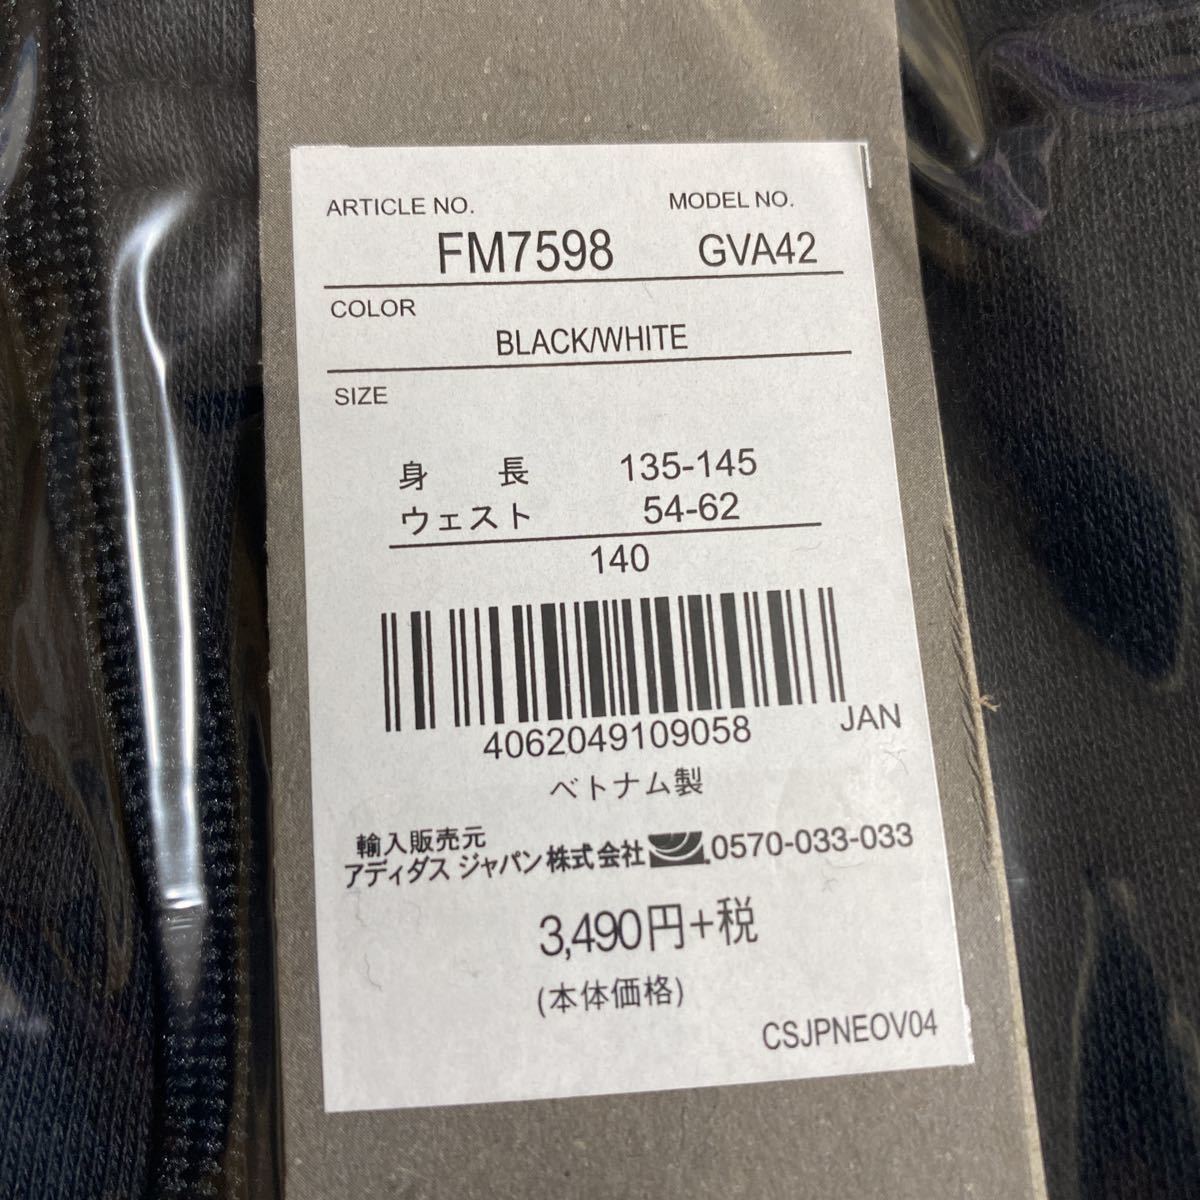 ARTICLE NO. MODEL NO.
FM7598 GVA42
COLOR
BLACK/WHITE
SIZE
身 長 135-145
ウェスト 54-62
140
4062049109058 JAN
ベトナム製
輸入販売元
アディダス ジャパン株式会社 0570-033-033
3,490円+税
(本体価格)
CSJPNEOV04